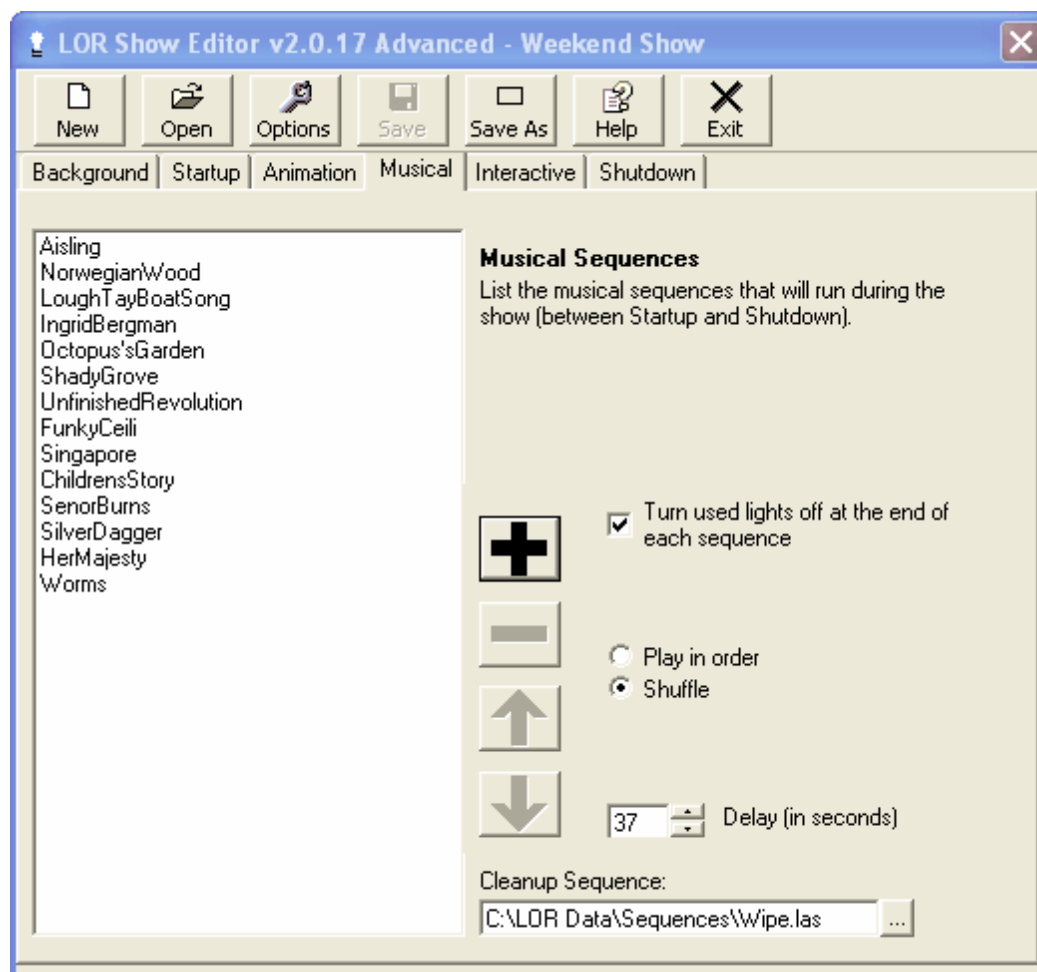 LOR Show Editor v2.0.17 Advanced - Weekend Show
New Open Options Save Save As Help Exit
Background Startup Animation Musical Interactive Shutdown
Aisling
NorwegianWood
LoughTayBoatSong
IngridBergman
Octopus'sGarden
ShadyGrove
UnfinishedRevolution
FunkyCeili
Singapore
ChildrensStory
SenorBurns
SilverDagger
HerMajesty
Worms
Musical Sequences
List the musical sequences that will run during the
show (between Startup and Shutdown).
Turn used lights off at the end of
each sequence
Play in order
Shuffle
37 Delay (in seconds)
Cleanup Sequence:
C:\LOR Data\Sequences\Wipe.las ...